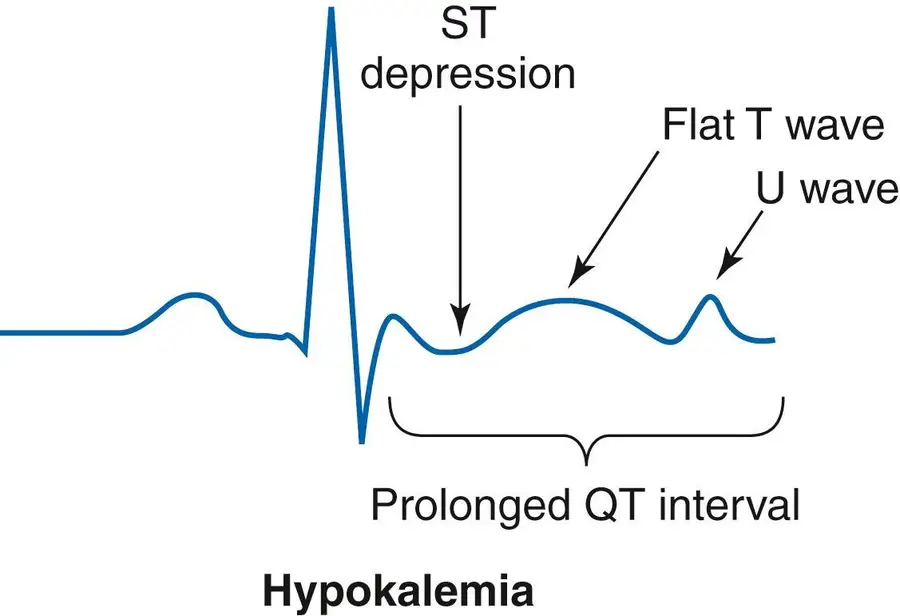 ST
depression
Flat T wave
U wave
Prolonged QT interval
Hypokalemia